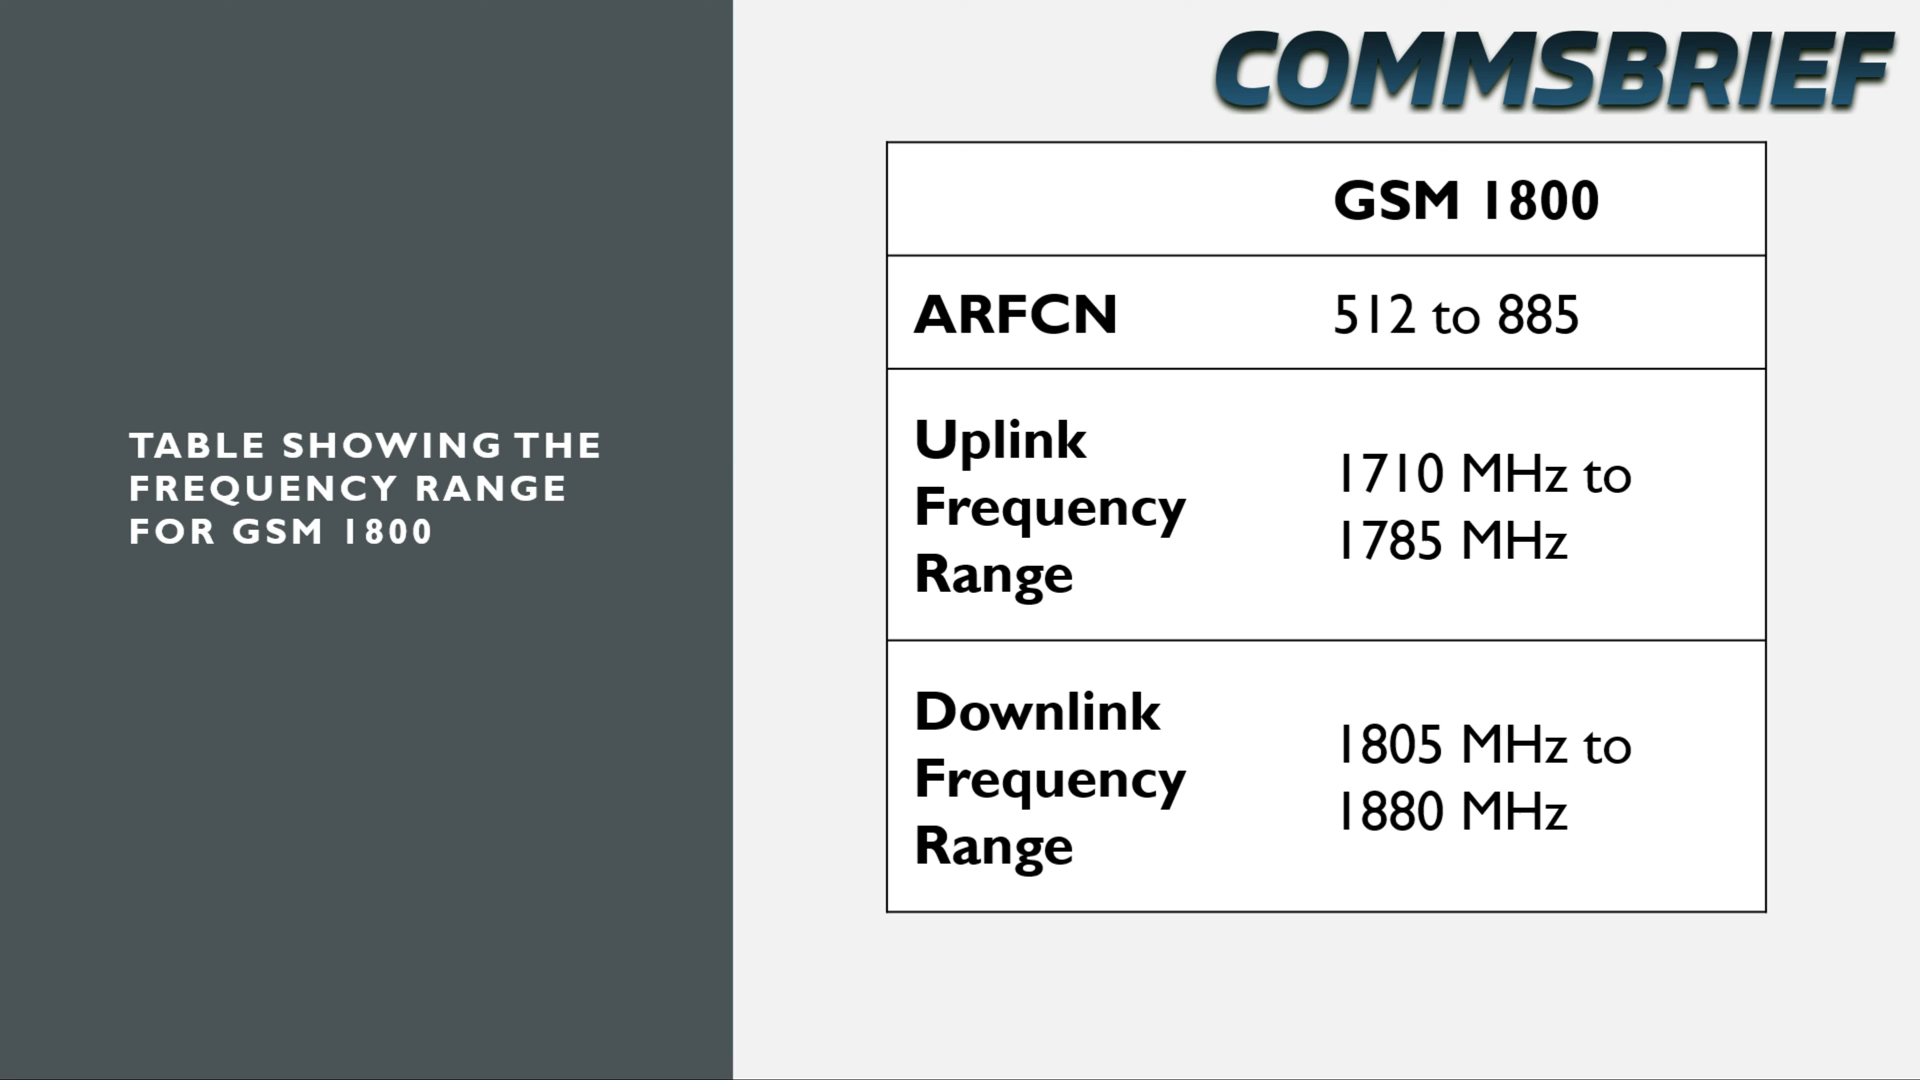 COMMSBRIEF
TABLE SHOWING THE
FREQUENCY RANGE
FOR GSM 1800
GSM 1800
ARFCN 512 to 885
Uplink
Frequency
Range
1710 MHz to
1785 MHz
Downlink
Frequency
Range
1805 MHz to
1880 MHz